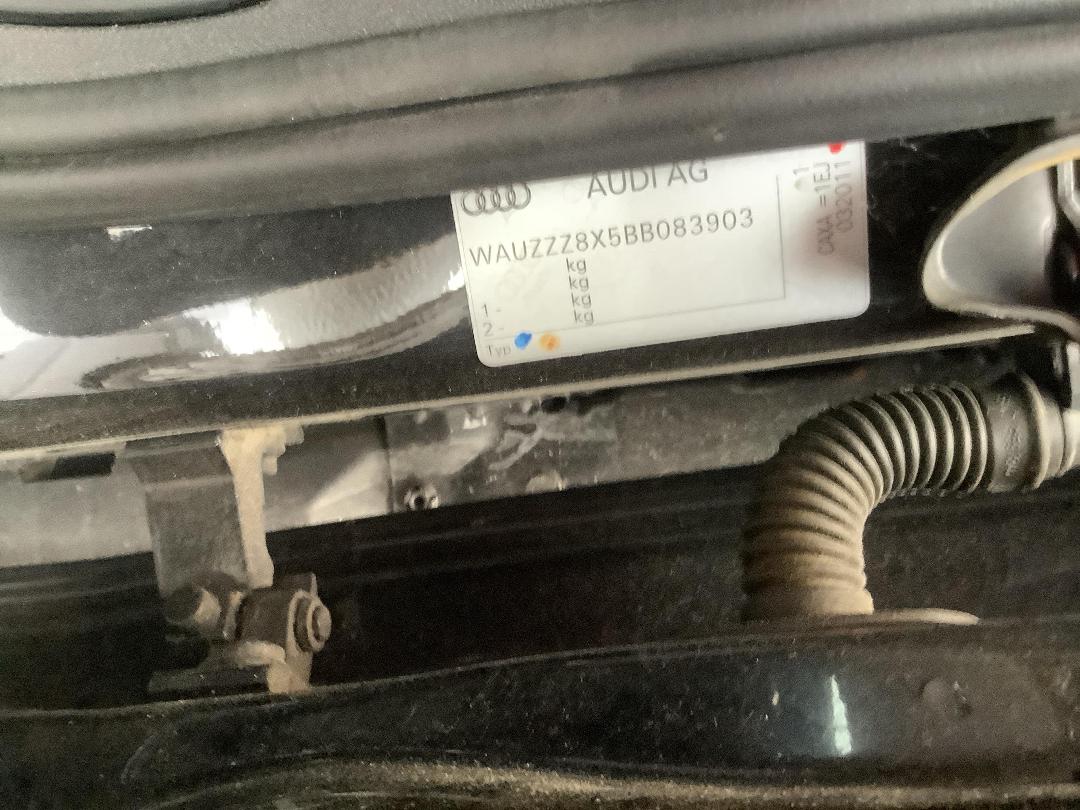 AUDI AG
WAUZZZ8X5BB083903
kg
kg
1- kg
2- kg
Typ
CAXA =1EJ
032011